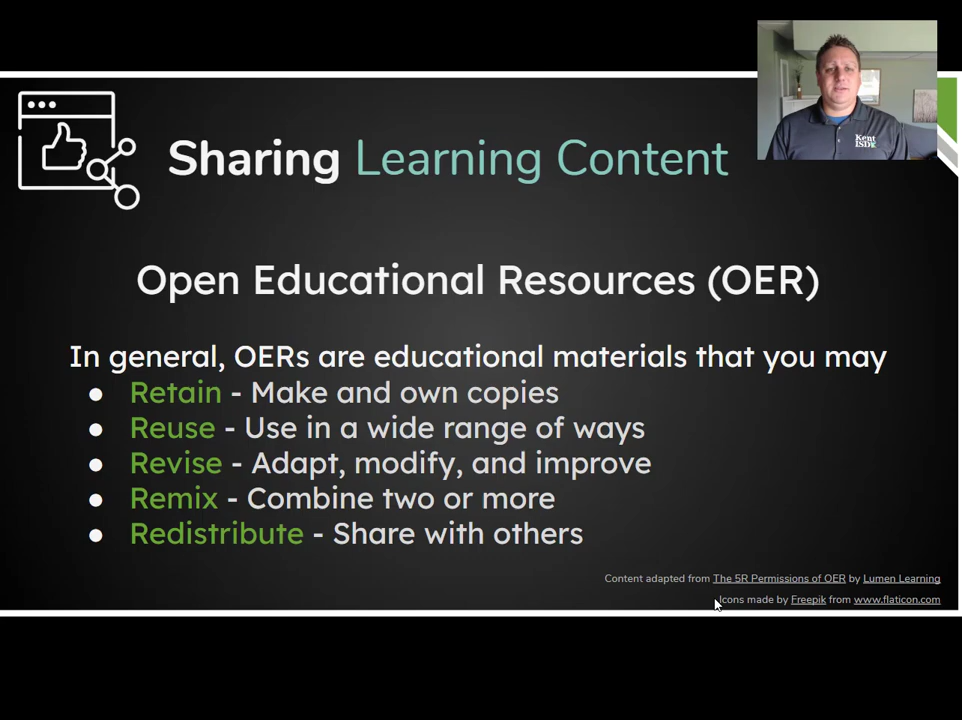 Kent
ISD
Sharing Learning Content
Open Educational Resources (OER)
In general, OERs are educational materials that you may
● Retain - Make and own copies
● Reuse - Use in a wide range of ways
● Revise - Adapt, modify, and improve
● Remix - Combine two or more
● Redistribute - Share with others
Content adapted from The 5R Permissions of OER by Lumen Learning
Icons made by Freepik from www.flaticon.com